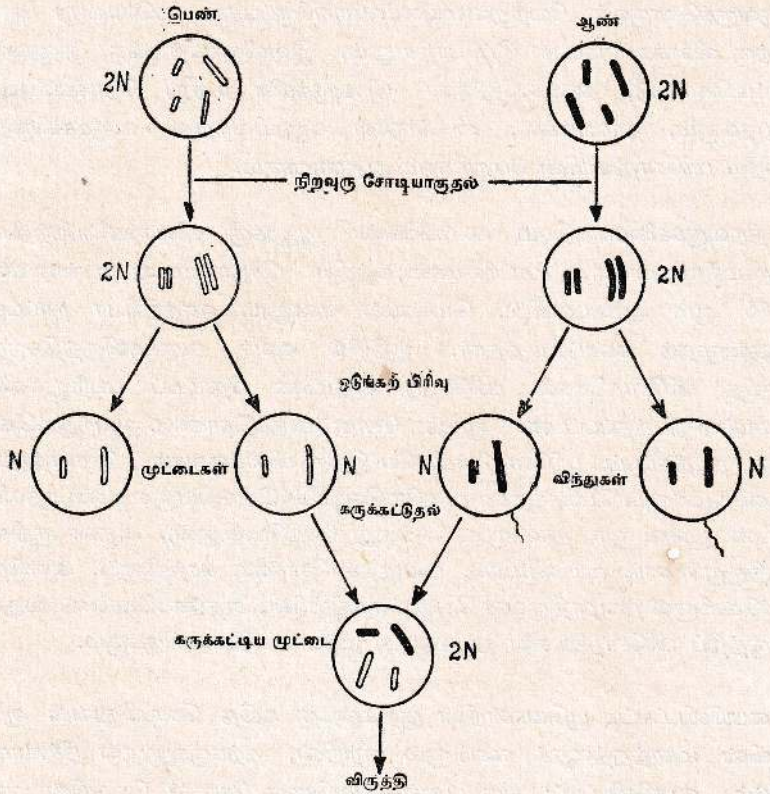 பெண்
ஆண்
2N
2N
நிறவுரு சோடியாகுதல்
2N
2N
ஒடுங்கற் பிரிவு
N
முட்டைகள்
N
N
விந்துகள்
N
கருக்கட்டுதல்
கருக்கட்டிய முட்டை
2N
விருத்தி